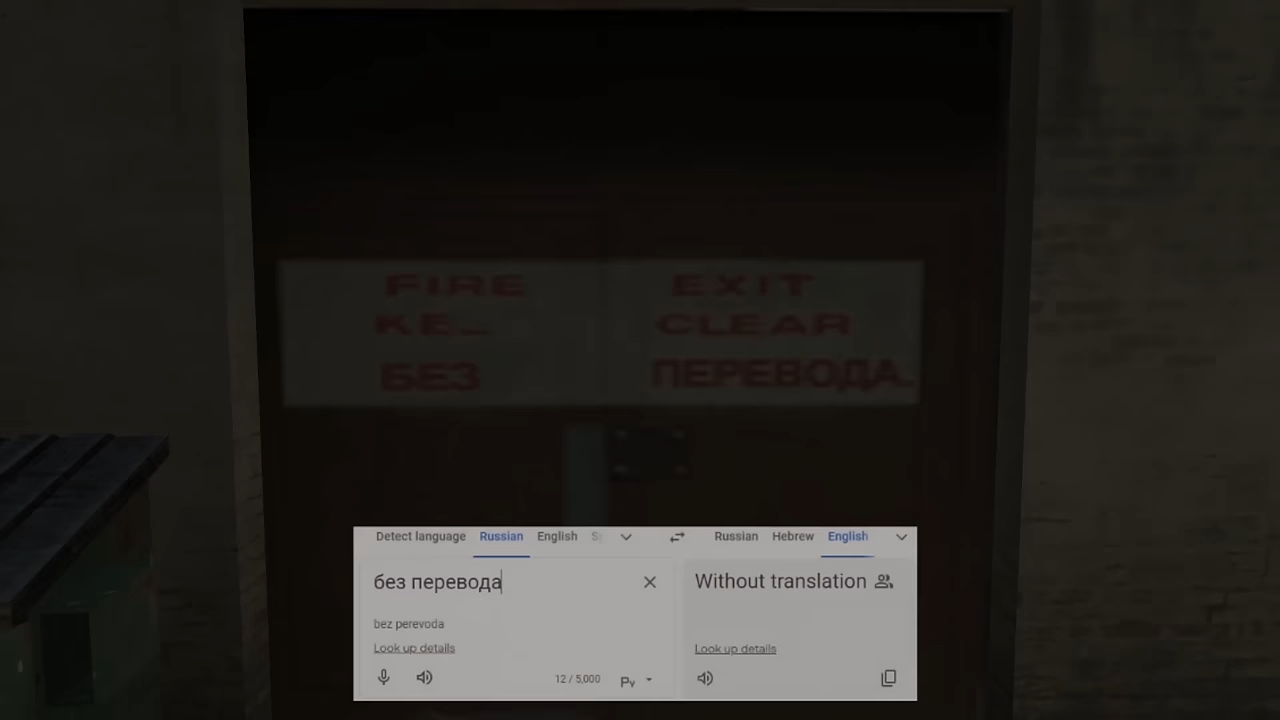 FIRE EXIT
KE_ CLEAR
БЕЗ ПЕРЕВОДА.
Detect language Russian English Russian Hebrew English
без перевода Without translation
bez perevoda
Look up details Look up details
12 / 5,000 Ру